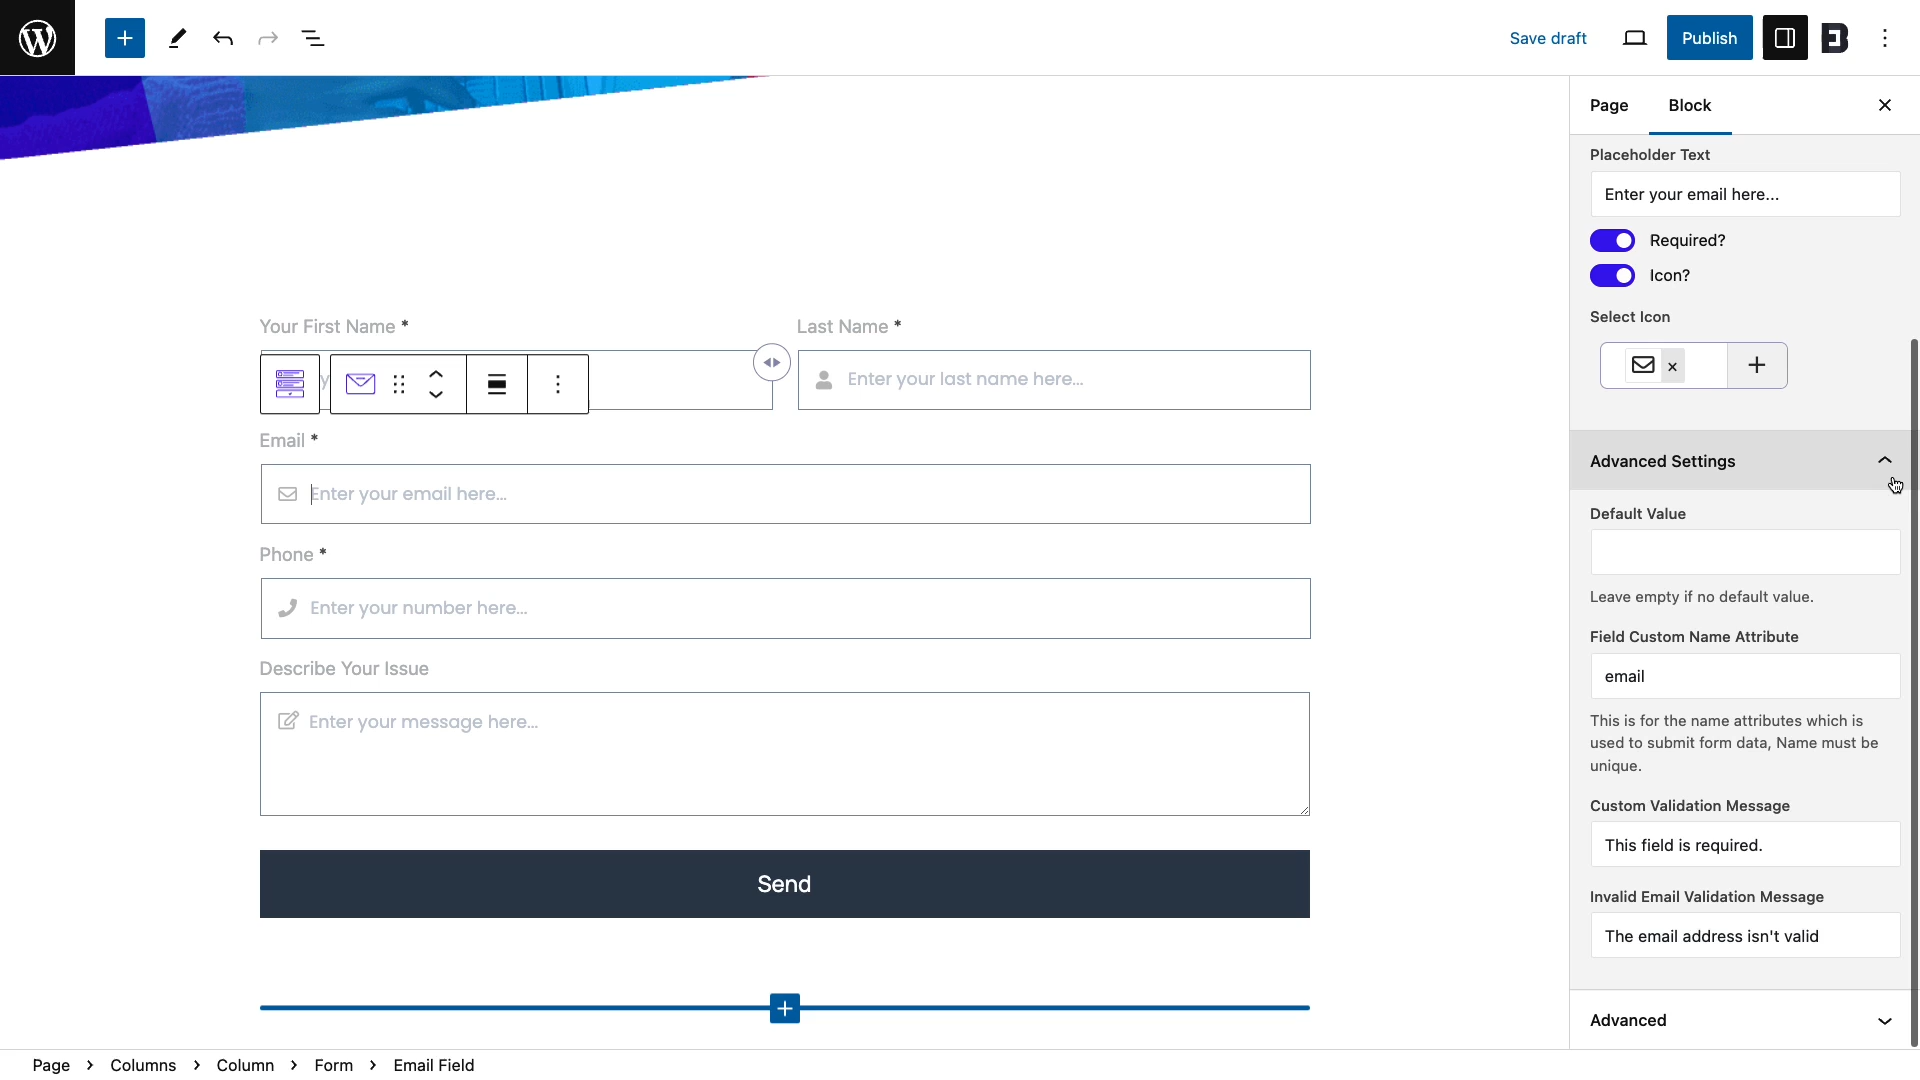 Save draft
Publish
Page
Block
Placeholder Text
Enter your email here...
Required?
Icon?
Select Icon
Advanced Settings
Default Value
Leave empty if no default value.
Field Custom Name Attribute
email
This is for the name attributes which is
used to submit form data, Name must be
unique.
Custom Validation Message
This field is required.
Invalid Email Validation Message
The email address isn't valid
Advanced
Your First Name *
Last Name *
y
Enter your last name here...
Email *
Enter your email here...
Phone *
Enter your number here...
Describe Your Issue
Enter your message here...
Send
Page > Columns > Column > Form > Email Field